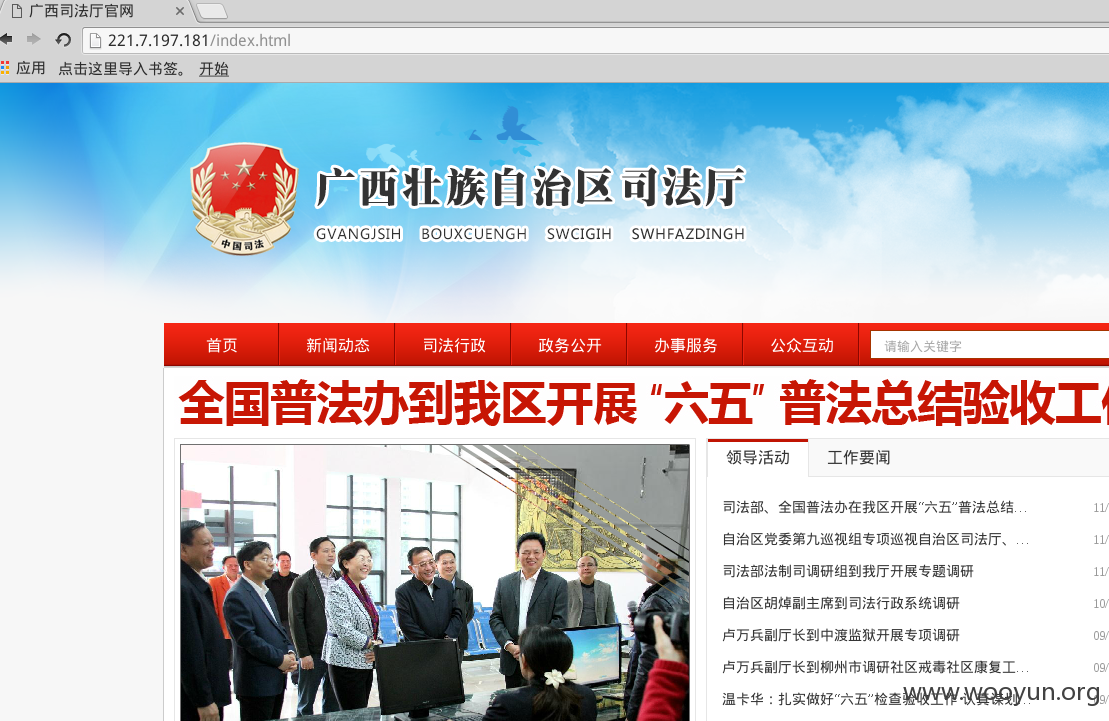 广西司法厅官网
221.7.197.181/index.html
应用 点击这里导入书签。 开始
中国司法
广西壮族自治区司法厅
GVANGJSIH BOUXCUENGH SWCIGIH SWHFAZDINGH
首页 新闻动态 司法行政 政务公开 办事服务 公众互动 请输入关键字
全国普法办到我区开展“六五”普法总结验收工
领导活动 工作要闻
司法部、全国普法办在我区开展“六五”普法总结... 11/
自治区党委第九巡视组专项巡视自治区司法厅、... 11/
司法部法制司调研组到我厅开展专题调研 11/
自治区胡焯副主席到司法行政系统调研 10/
卢万兵副厅长到中渡监狱开展专项调研 09/
卢万兵副厅长到柳州市调研社区戒毒社区康复工... 09/
温卡华：扎实做好“六五”检查验收工作 认真谋划...
www.wooyun.org